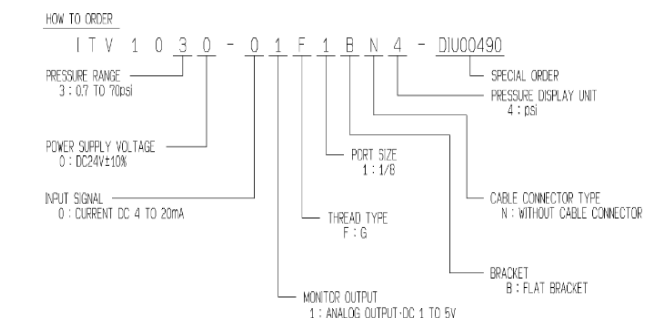 HOW TO ORDER
ITV1030-01F1BN4-DIU00490
PRESSURE RANGE
3 : 0.7 TO 70psi
SPECIAL ORDER
PRESSURE DISPLAY UNIT
4 : psi
POWER SUPPLY VOLTAGE
0 : DC24V±10%
PORT SIZE
1 : 1/8
INPUT SIGNAL
0 : CURRENT DC 4 TO 20mA
CABLE CONNECTOR TYPE
N : WITHOUT CABLE CONNECTOR
THREAD TYPE
F : G
BRACKET
B : FLAT BRACKET
MONITOR OUTPUT
1 : ANALOG OUTPUT·DC 1 TO 5V